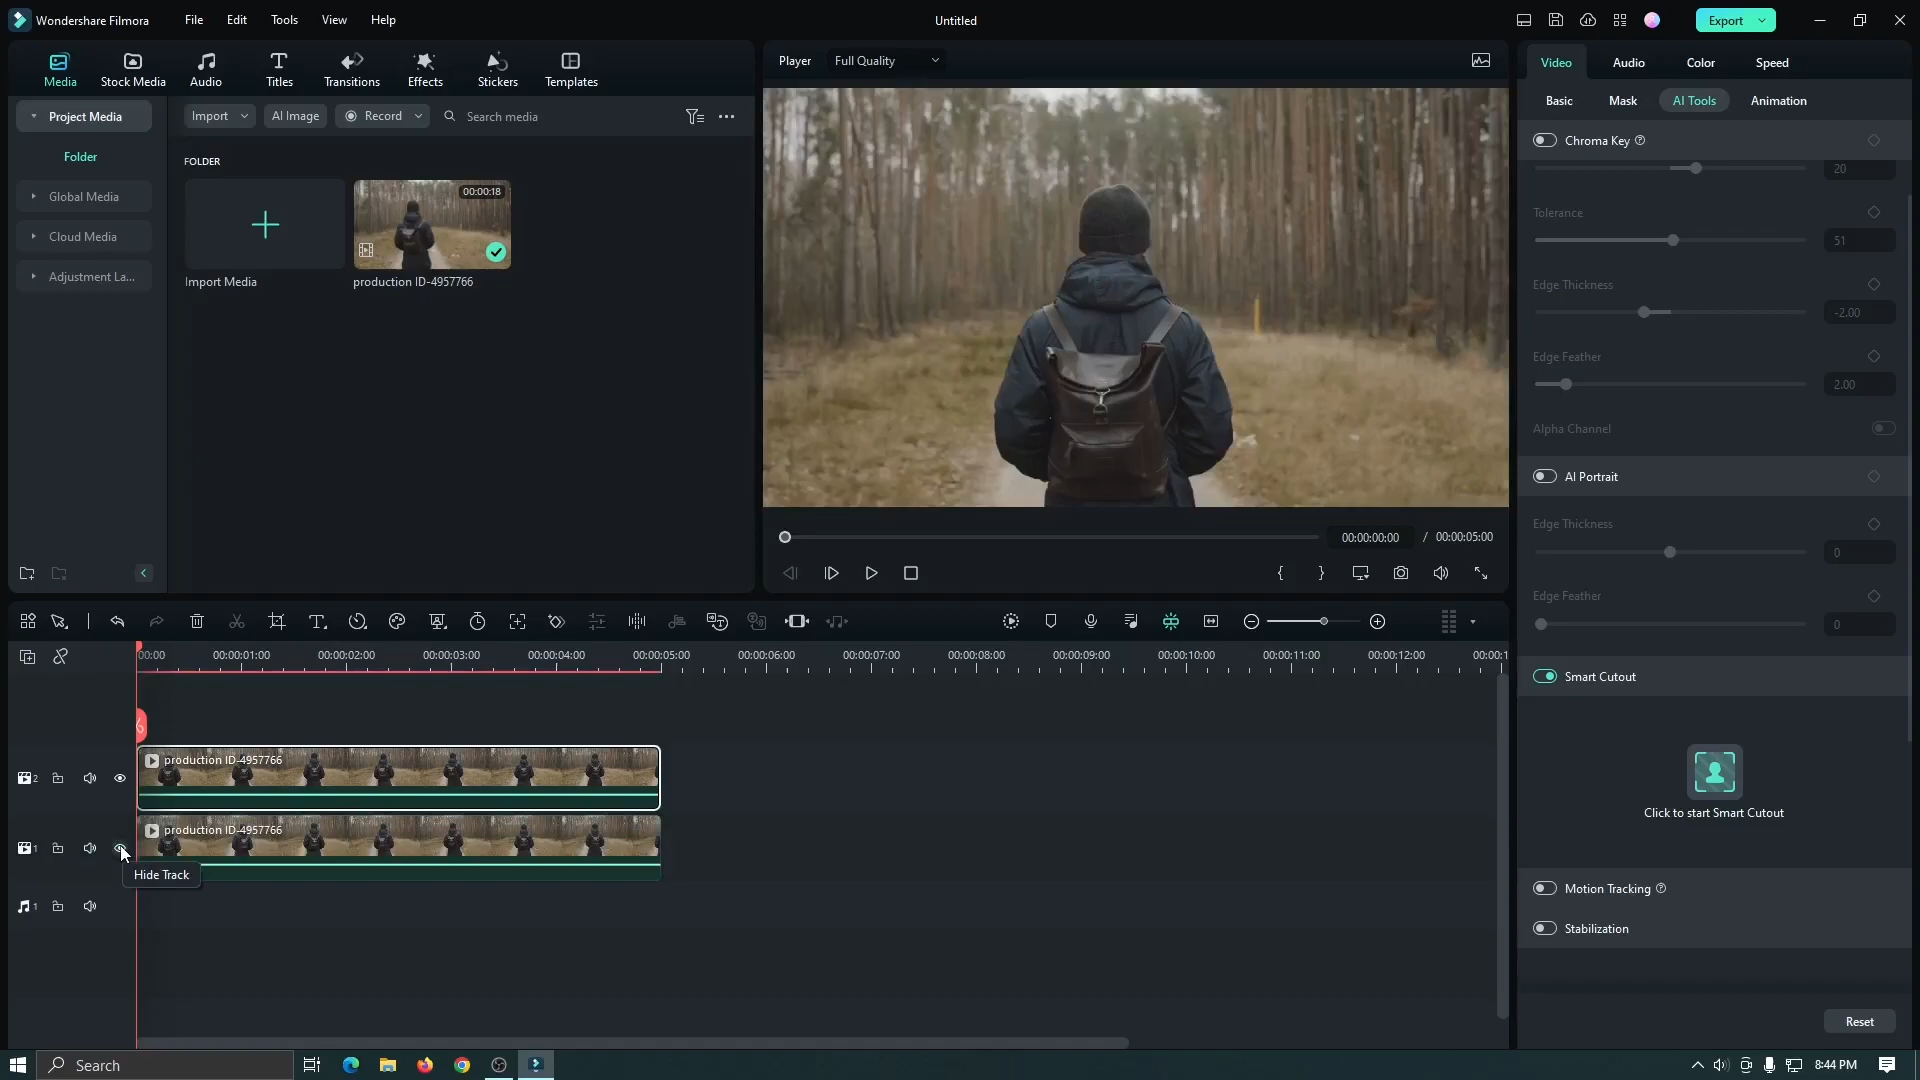 Wondershare Filmora
File
Edit
Tools
View
Help
Untitled
Export
Media
Stock Media
Audio
Titles
Transitions
Effects
Stickers
Templates
Player
Full Quality
Video
Audio
Color
Speed
Basic
Mask
AI Tools
Animation
Project Media
Import
AI Image
Record
Search media
Folder
Global Media
Cloud Media
Adjustment La...
FOLDER
00:00:18
Import Media
production ID-4957766
Chroma Key
20
Tolerance
51
Edge Thickness
-2.00
Edge Feather
2.00
Alpha Channel
AI Portrait
Edge Thickness
0
Edge Feather
0
Smart Cutout
Click to start Smart Cutout
Motion Tracking
Stabilization
Reset
00:00:00:00
/ 00:00:05:00
00:00
00:00:01:00
00:00:02:00
00:00:03:00
00:00:04:00
00:00:05:00
00:00:06:00
00:00:07:00
00:00:08:00
00:00:09:00
00:00:10:00
00:00:11:00
00:00:12:00
00:00:1
2
production ID-4957766
1
production ID-4957766
Hide Track
1
Search
8:44 PM